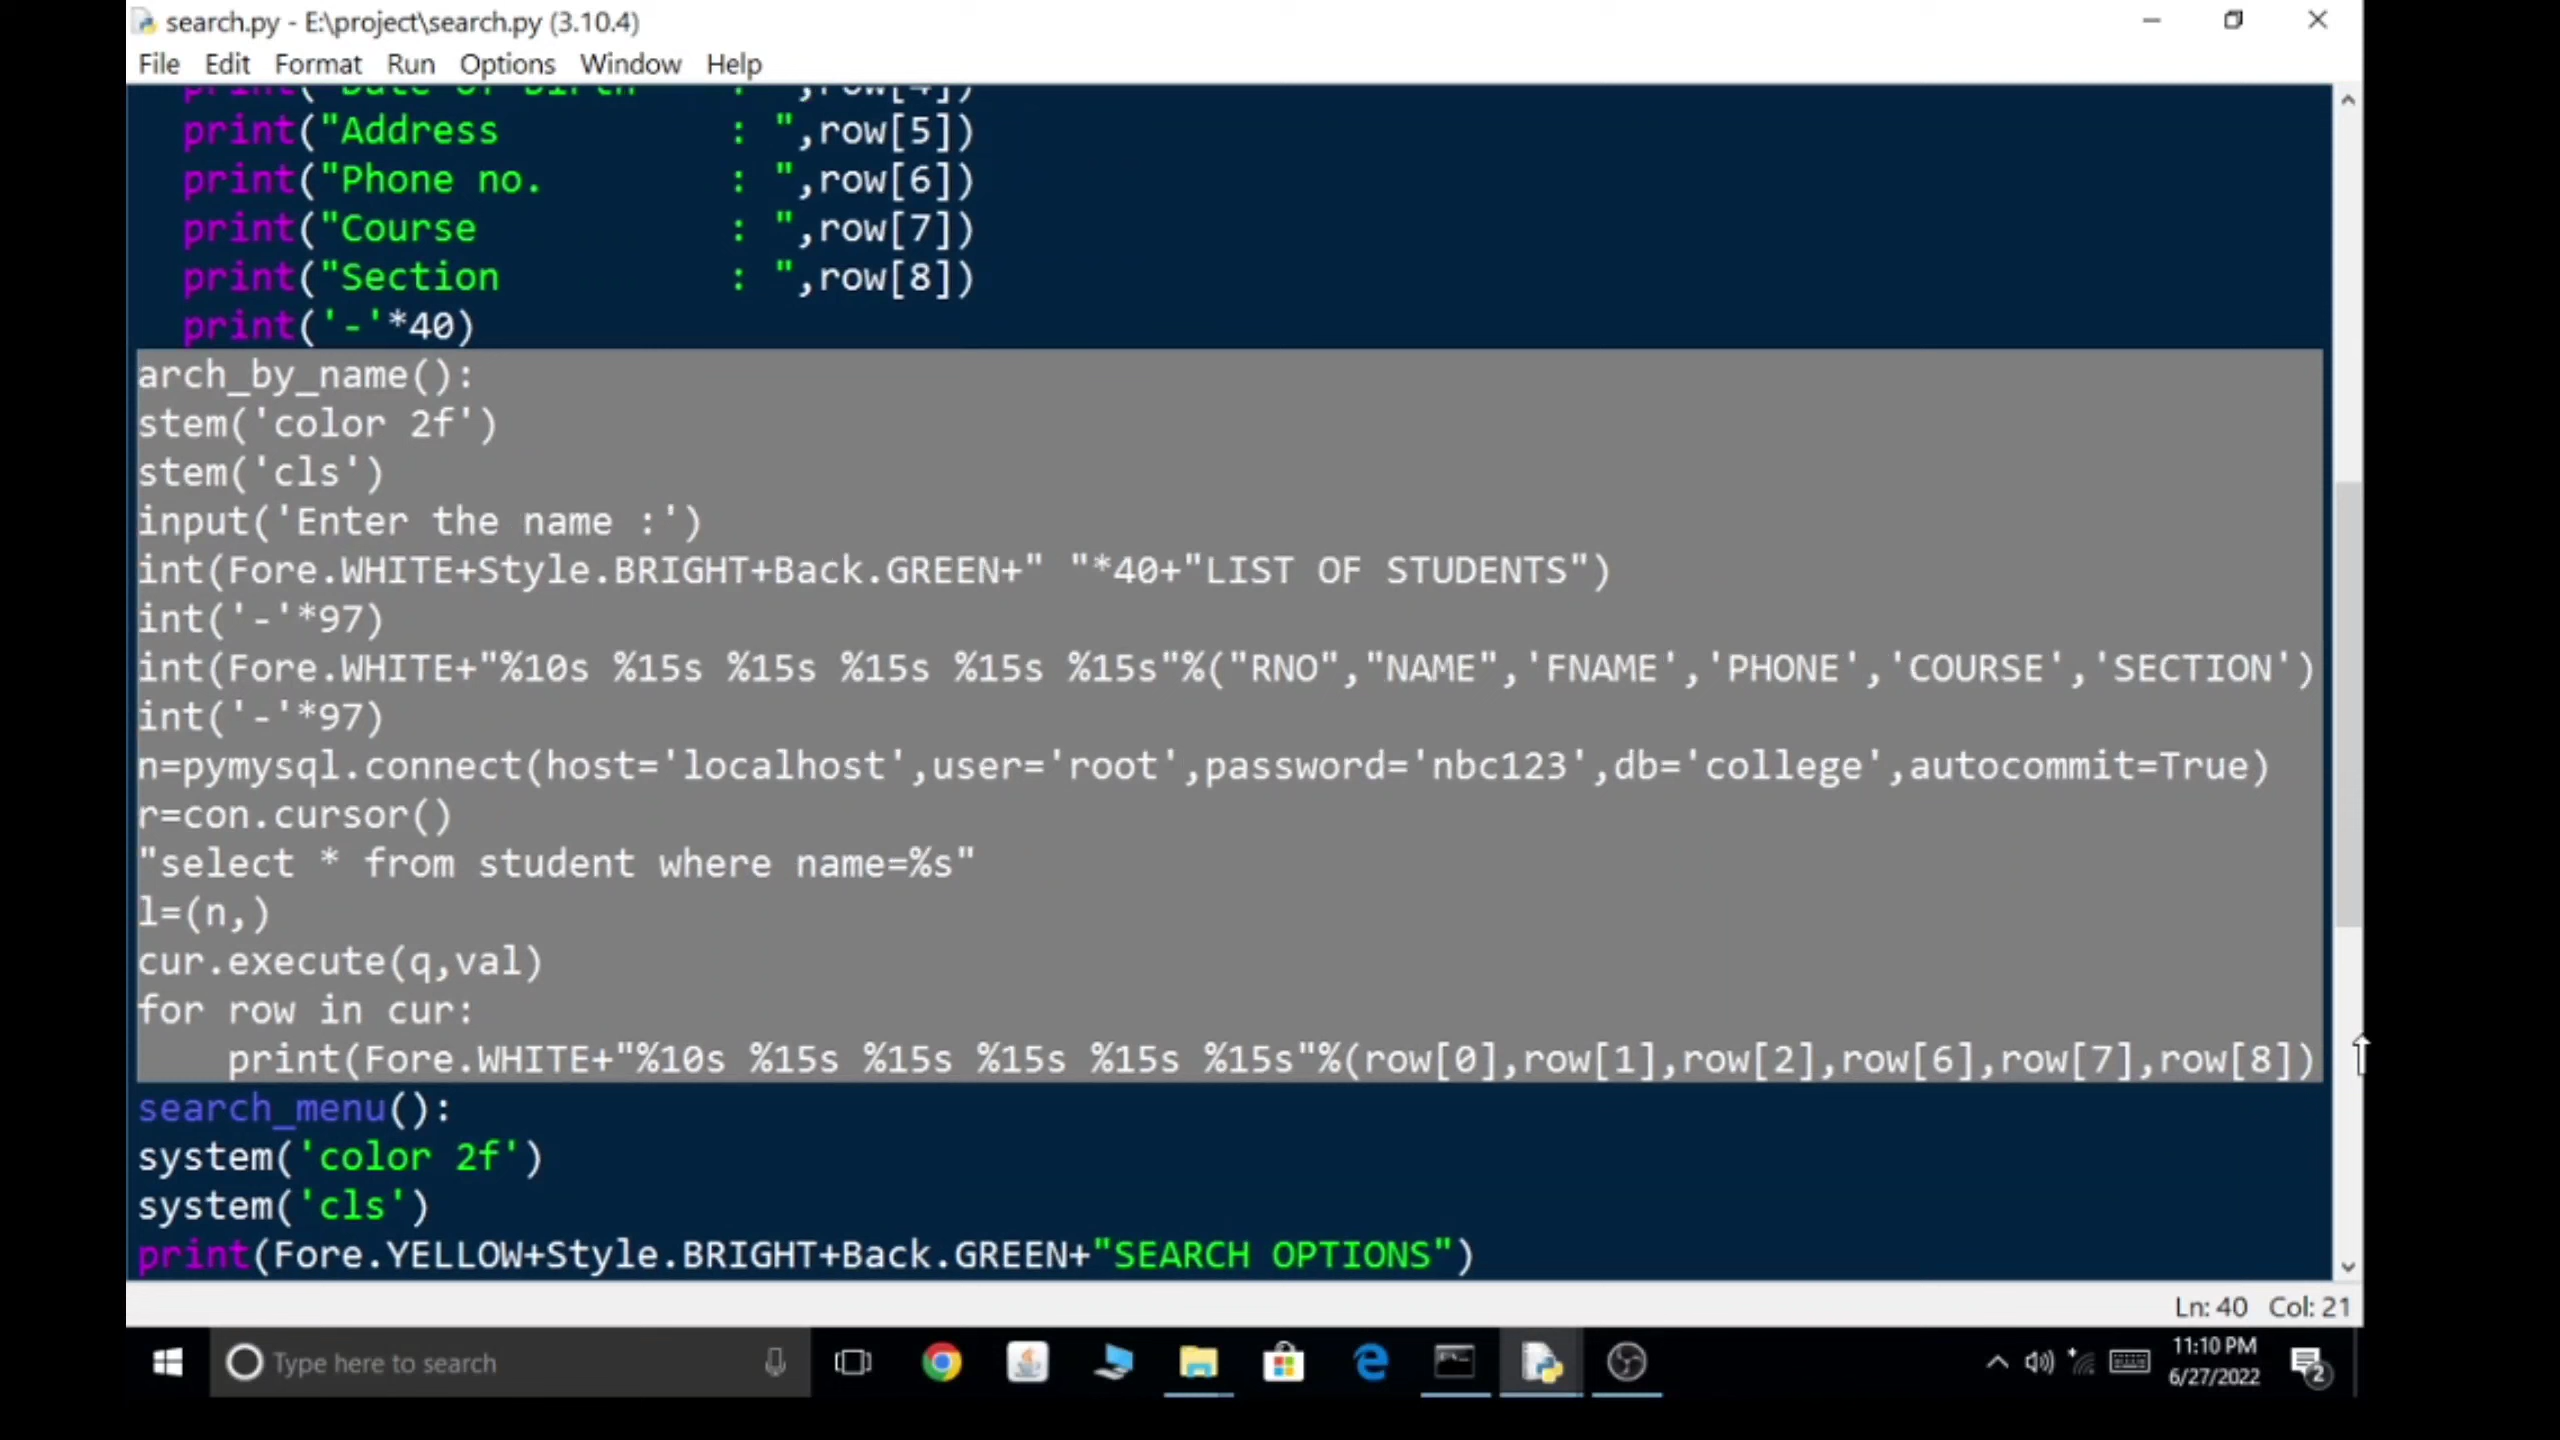 search.py - E:\project\search.py (3.10.4)
File Edit Format Run Options Window Help
print("Date of Birth : ",row[4])
print("Address : ",row[5])
print("Phone no. : ",row[6])
print("Course : ",row[7])
print("Section : ",row[8])
print('-'*40)
arch_by_name():
stem('color 2f')
stem('cls')
input('Enter the name :')
int(Fore.WHITE+Style.BRIGHT+Back.GREEN+" "*40+"LIST OF STUDENTS")
int('-'*97)
int(Fore.WHITE+"%10s %15s %15s %15s %15s %15s"%("RNO","NAME",'FNAME','PHONE','COURSE','SECTION')
int('-'*97)
n=pymysql.connect(host='localhost',user='root',password='nbc123',db='college',autocommit=True)
r=con.cursor()
"select * from student where name=%s"
l=(n,)
cur.execute(q,val)
for row in cur:
print(Fore.WHITE+"%10s %15s %15s %15s %15s %15s"%(row[0],row[1],row[2],row[6],row[7],row[8])
search_menu():
system('color 2f')
system('cls')
print(Fore.YELLOW+Style.BRIGHT+Back.GREEN+"SEARCH OPTIONS")
Ln: 40 Col: 21
Type here to search
11:10 PM
6/27/2022
2